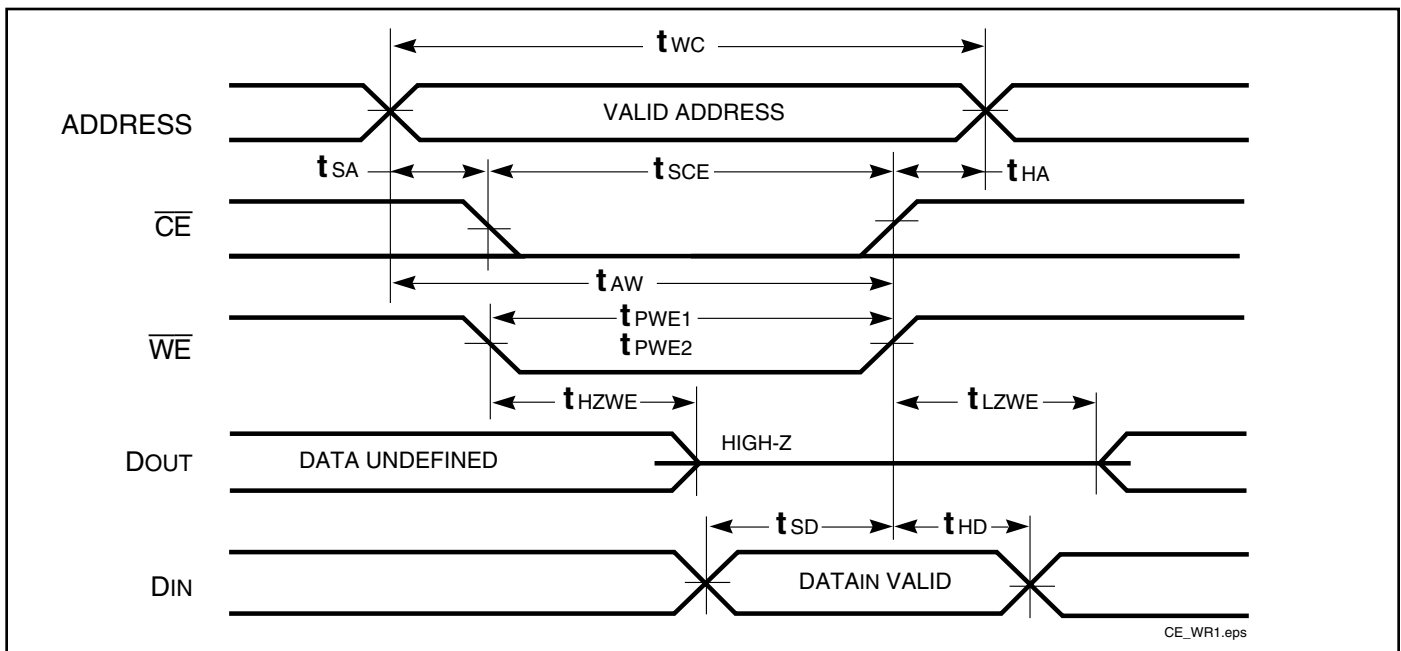 tWC
ADDRESS
VALID ADDRESS
tSA
tSCE
tHA
CE
tAW
tPWE1
WE
tPWE2
tHZWE
tLZWE
HIGH-Z
DOUT
DATA UNDEFINED
tSD
tHD
DIN
DATAIN VALID
CE_WR1.eps